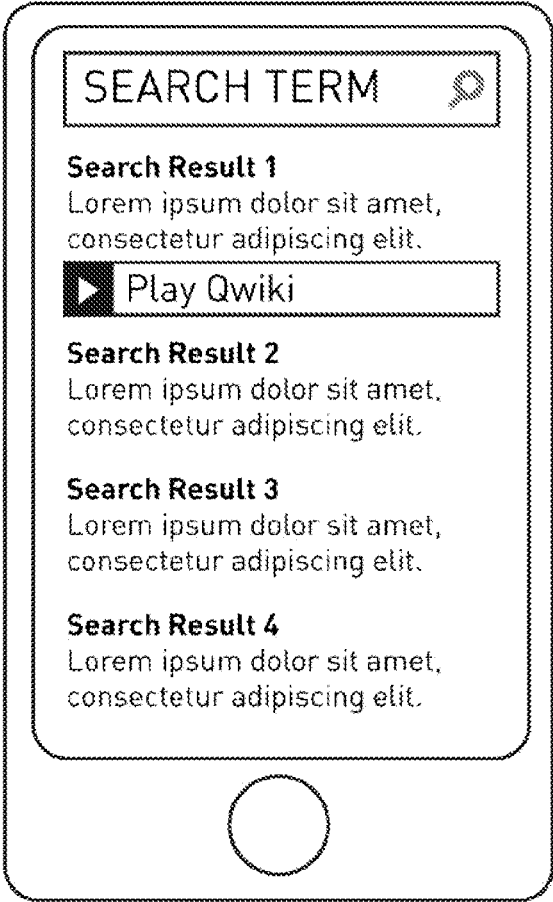 SEARCH TERM
Search Result 1
Lorem ipsum dolor sit amet,
consectetur adipiscing elit.
Play Qwiki
Search Result 2
Lorem ipsum dolor sit amet,
consectetur adipiscing elit.
Search Result 3
Lorem ipsum dolor sit amet,
consectetur adipiscing elit.
Search Result 4
Lorem ipsum dolor sit amet,
consectetur adipiscing elit.